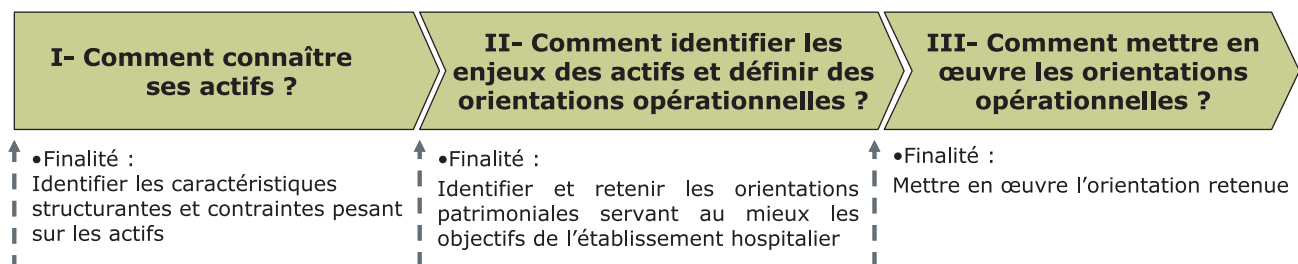 I- Comment connaître
ses actifs ?
II- Comment identifier les
enjeux des actifs et définir des
orientations opérationnelles ?
III- Comment mettre en
œuvre les orientations
opérationnelles ?
•Finalité :
Identifier les caractéristiques
structurantes et contraintes pesant
sur les actifs
•Finalité :
Identifier et retenir les orientations
patrimoniales servant au mieux les
objectifs de l’établissement hospitalier
•Finalité :
Mettre en œuvre l’orientation retenue